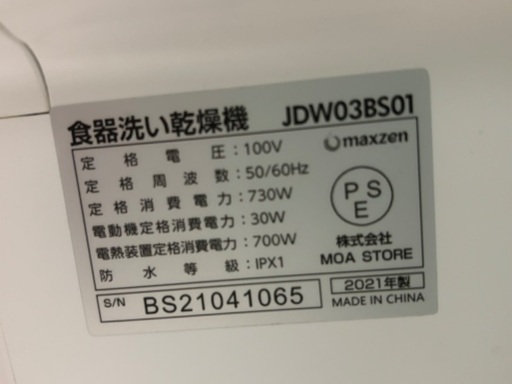 食器洗い乾燥機 JDW03BS01
定格電圧:100V
maxzen
定格周波数:50/60Hz
定格消費電力:730W
電動機定格消費電力:30W
電熱装置定格消費電力:700W
防水等級:IPX1
PSE
株式会社
MOA STORE
S/N BS21041065
2021年製
MADE IN CHINA